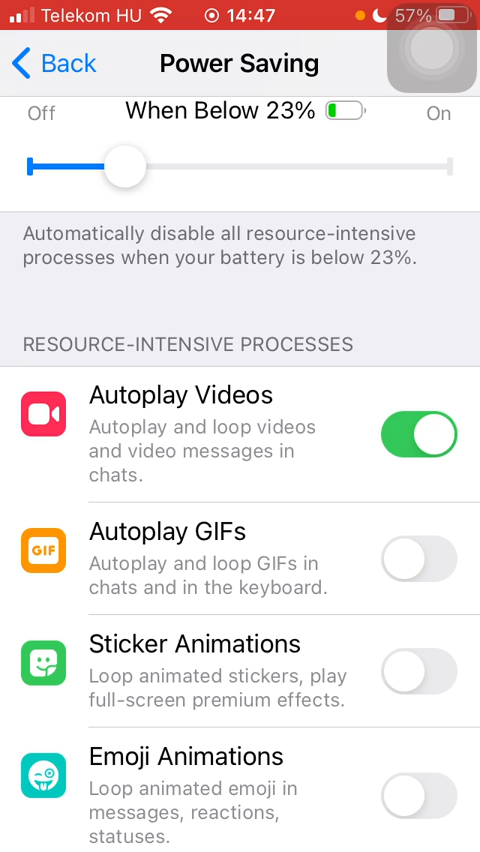 Telekom HU 14:47 57%
Back Power Saving
Off When Below 23% On
Automatically disable all resource-intensive
processes when your battery is below 23%.
RESOURCE-INTENSIVE PROCESSES
Autoplay Videos
Autoplay and loop videos
and video messages in
chats.
GIF
Autoplay GIFs
Autoplay and loop GIFs in
chats and in the keyboard.
Sticker Animations
Loop animated stickers, play
full-screen premium effects.
Emoji Animations
Loop animated emoji in
messages, reactions,
statuses.